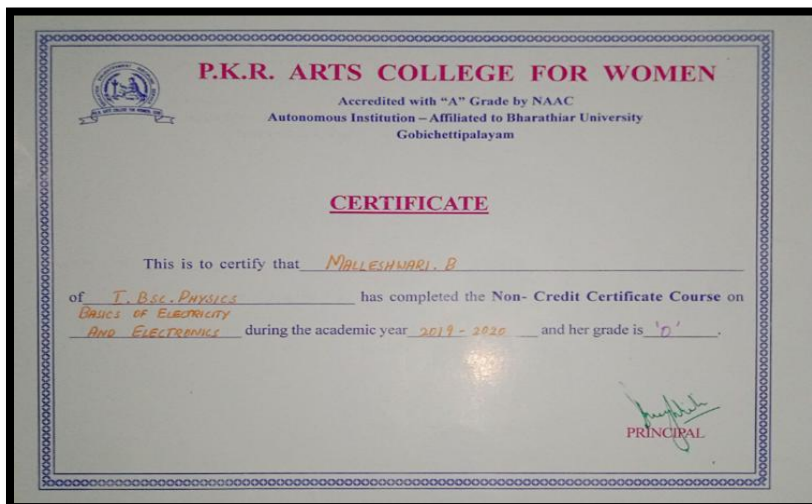 P.K.R. ARTS COLLEGE FOR WOMEN
Accredited with “A” Grade by NAAC
Autonomous Institution – Affiliated to Bharathiar University
Gobichettipalayam
CERTIFICATE
This is to certify that MALLESHWARI. B
of I. BSC. PHYSICS has completed the Non- Credit Certificate Course on
BASICS OF ELECTRICITY
AND ELECTRONICS during the academic year 2019 - 2020 and her grade is 'O' .
PRINCIPAL